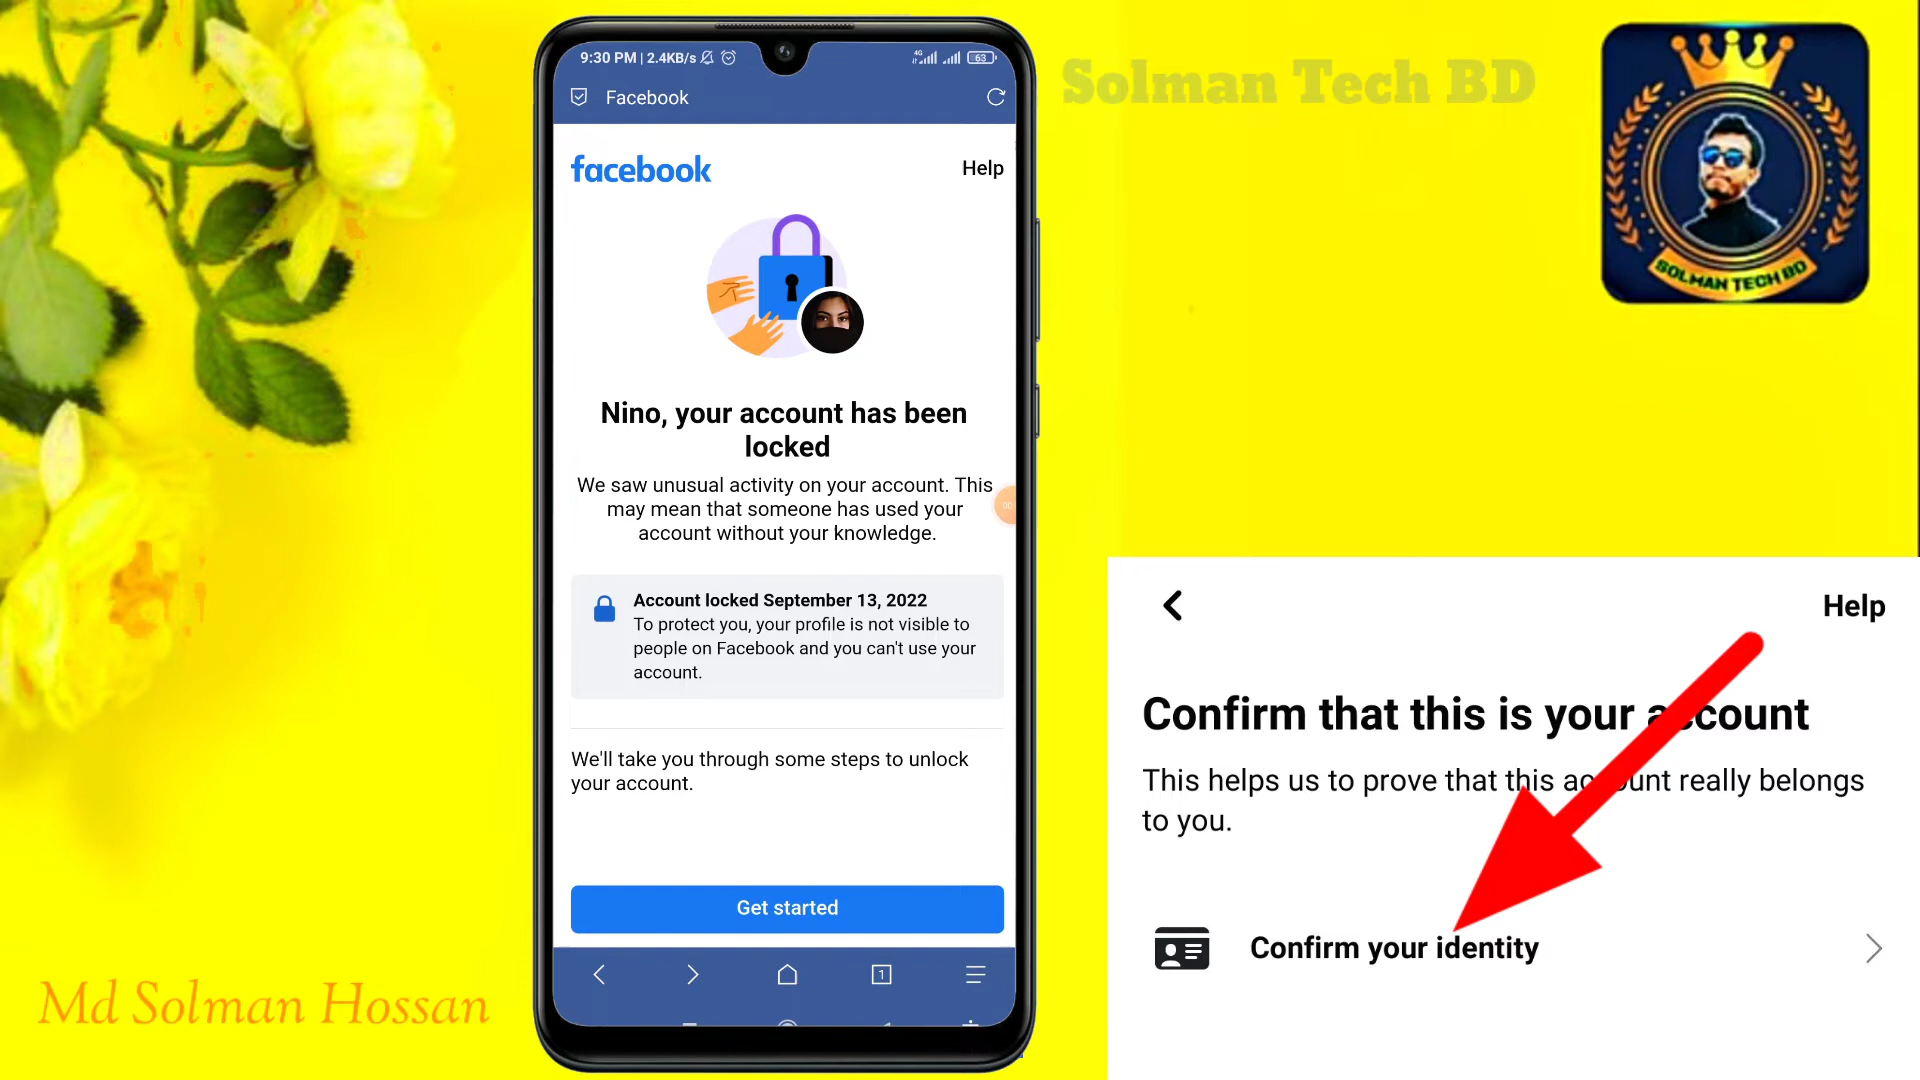 9:30 PM | 2.4KB/s
4G
63
Facebook
facebook
Help
Nino, your account has been
locked
We saw unusual activity on your account. This
may mean that someone has used your
account without your knowledge.
Account locked September 13, 2022
To protect you, your profile is not visible to
people on Facebook and you can't use your
account.
We'll take you through some steps to unlock
your account.
Get started
1
Solman Tech BD
SOLMAN TECH BD
Help
Confirm that this is your account
This helps us to prove that this account really belongs
to you.
Confirm your identity
Md Solman Hossan